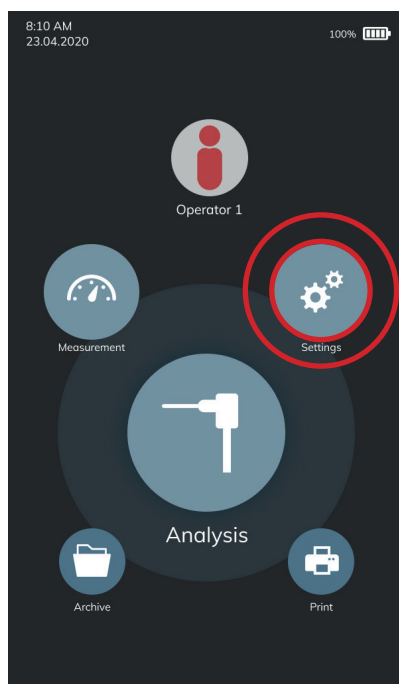 8:10 AM
23.04.2020
100%
Operator 1
Measurement
Settings
Analysis
Archive
Print